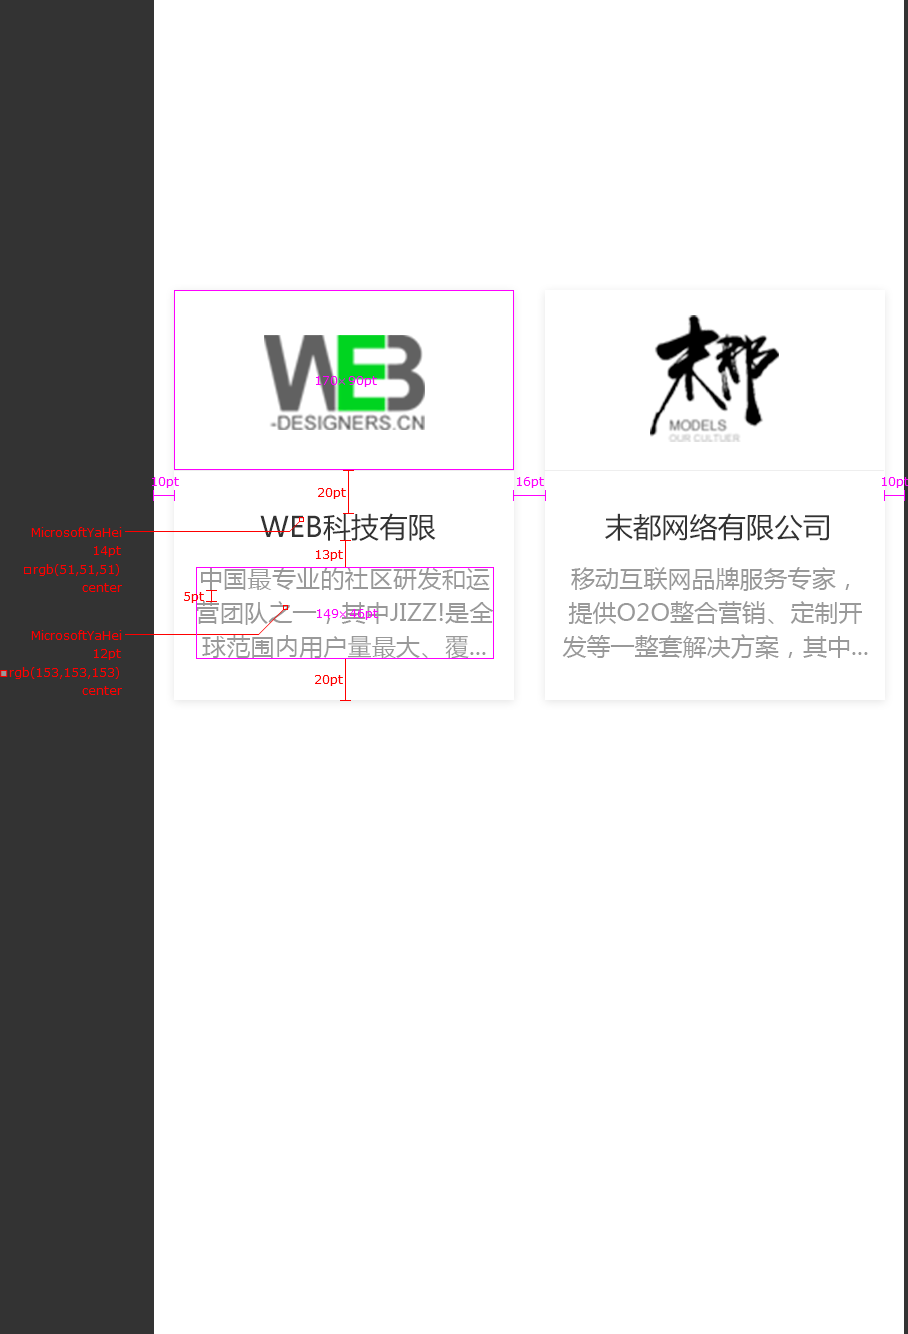 WEB
170×90pt
-DESIGNERS.CN
末都
MODELS
OUR CULTUER
10pt
20pt
16pt
10pt
MicrosoftYaHei
14pt
rgb(51,51,51)
center
WEB科技有限
末都网络有限公司
13pt
中国最专业的社区研发和运
营团队之一，其中JIZZ!是全
球范围内用户量最大、覆...
5pt
149×46pt
移动互联网品牌服务专家，
提供O2O整合营销、定制开
发等一整套解决方案，其中...
MicrosoftYaHei
12pt
rgb(153,153,153)
center
20pt